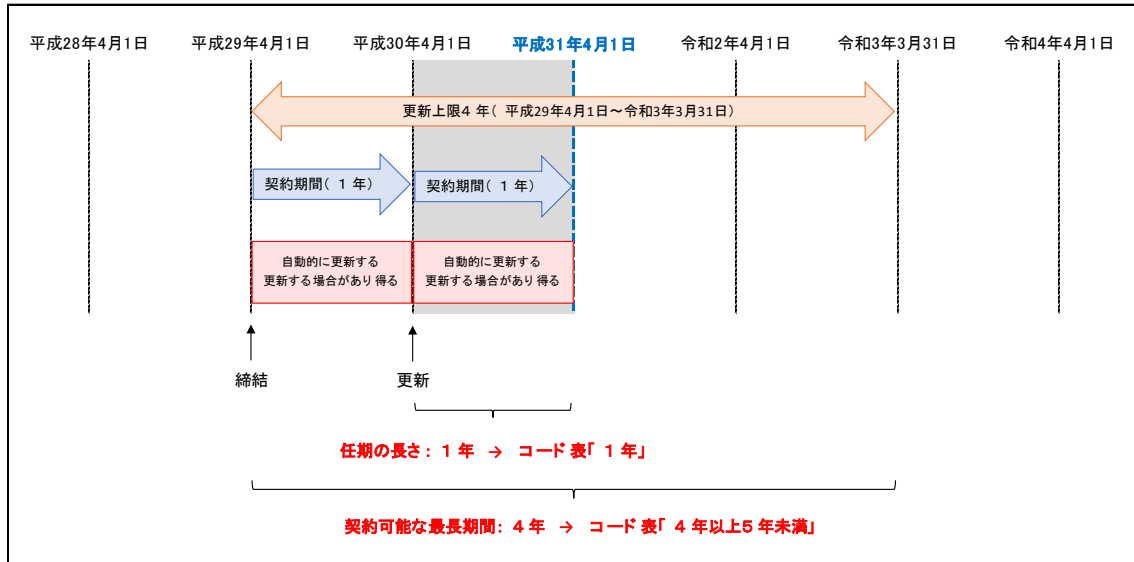 平成28年4月1日 平成29年4月1日 平成30年4月1日 平成31年4月1日 令和2年4月1日 令和3年3月31日 令和4年4月1日
更新上限4年(平成29年4月1日～令和3年3月31日)
契約期間(1年) 契約期間(1年)
自動的に更新する 自動的に更新する
更新する場合があり得る 更新する場合があり得る
締結 更新
任期の長さ：1年 → コード表「1年」
契約可能な最長期間：4年 → コード表「4年以上5年未満」